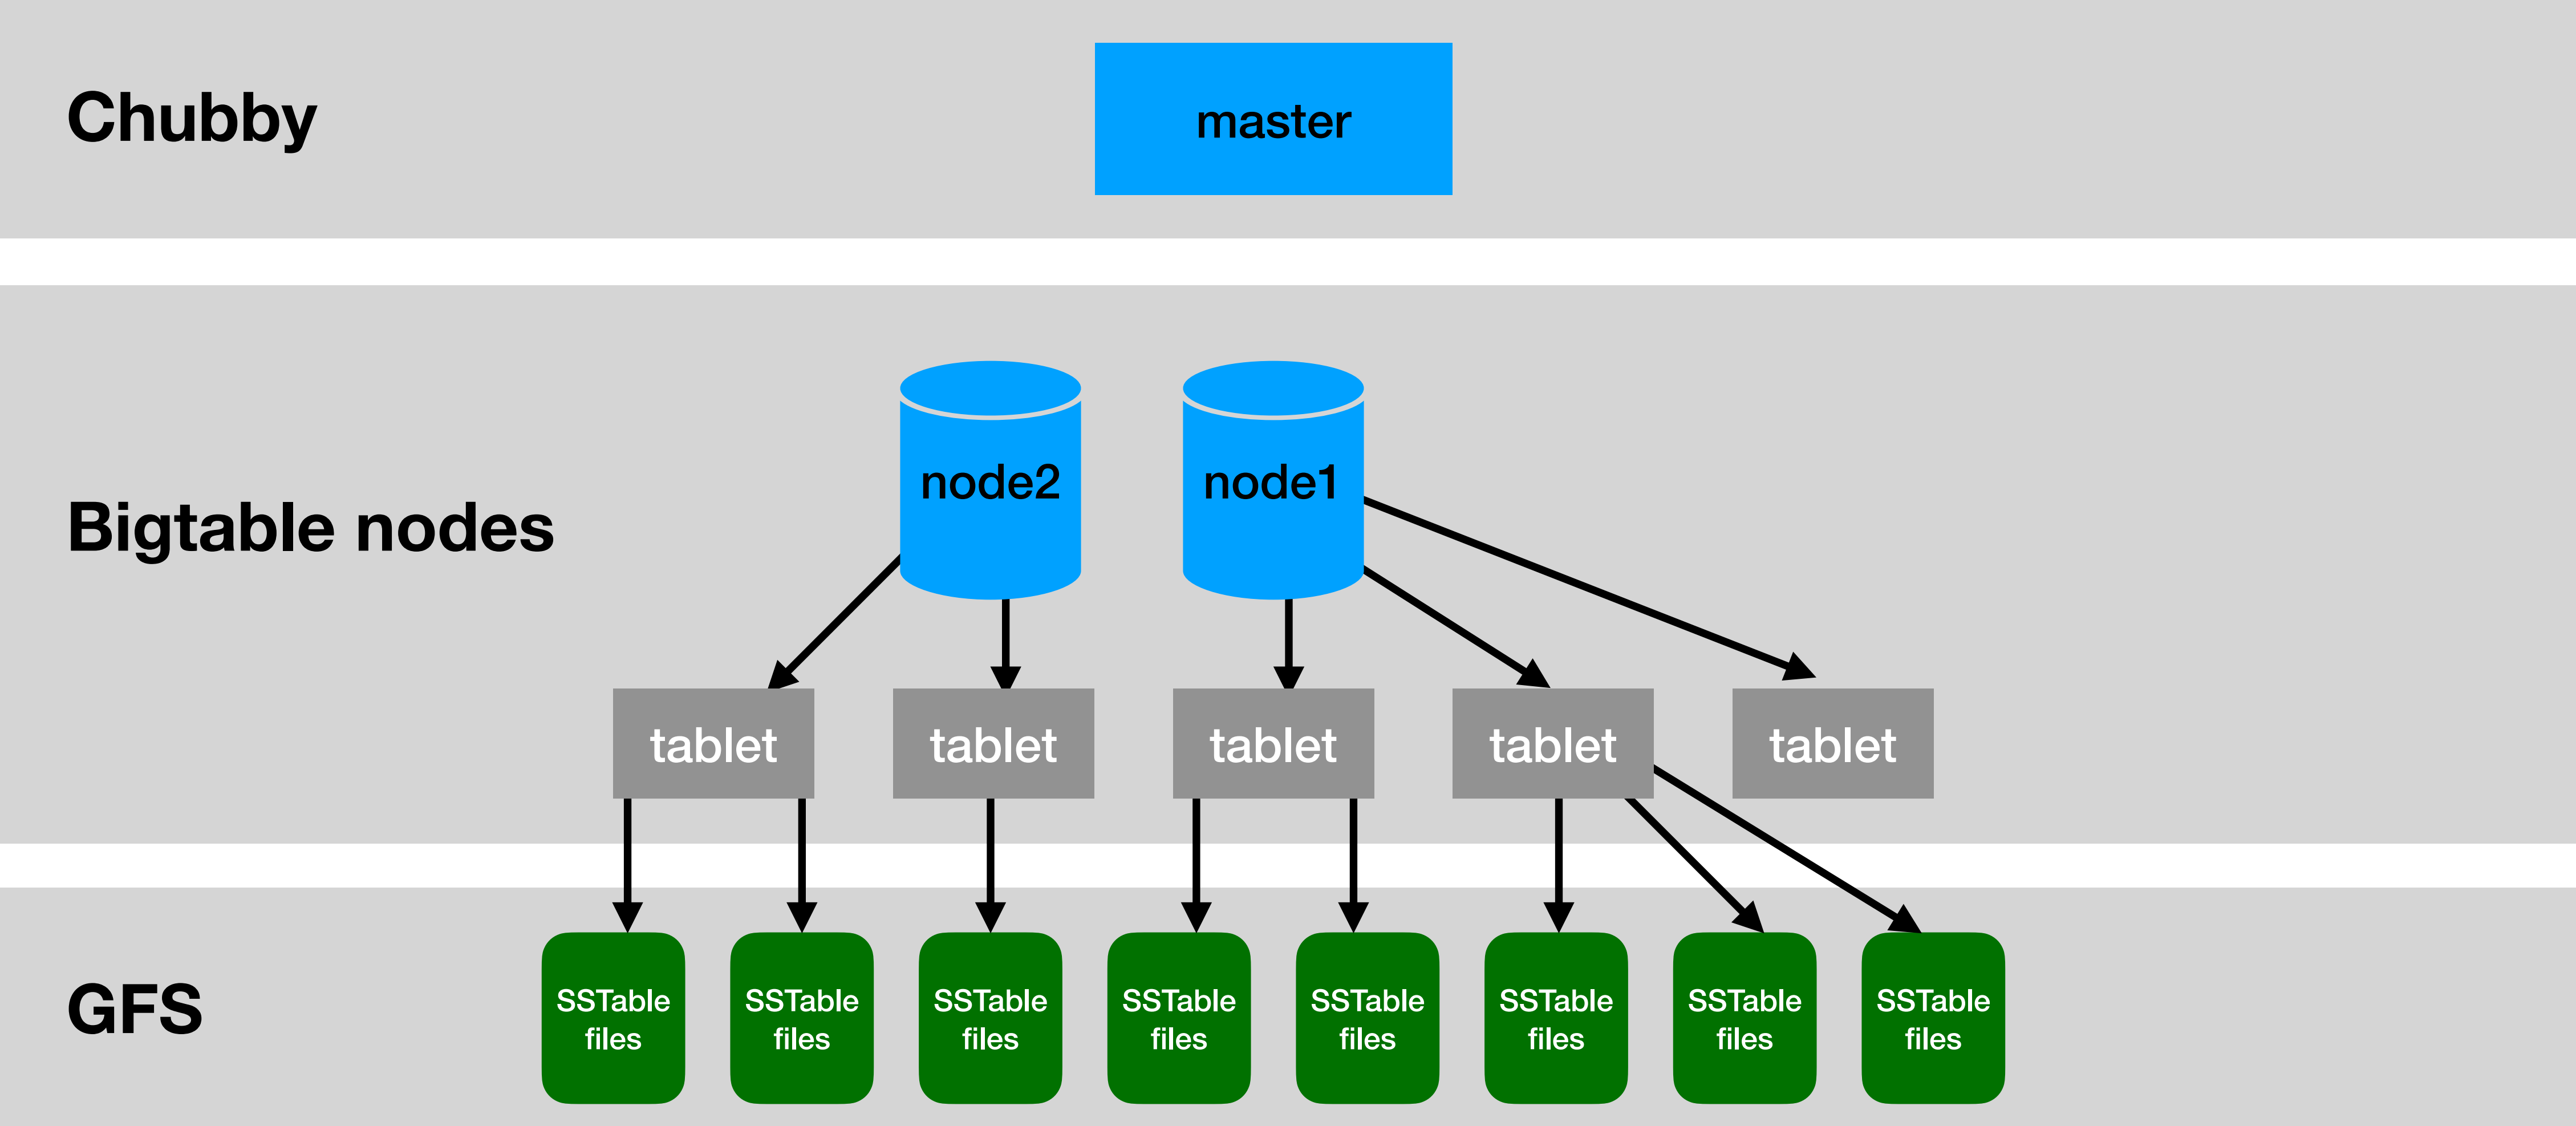 Chubby
master
Bigtable nodes
node2
node1
tablet
tablet
tablet
tablet
tablet
GFS
SSTable
files
SSTable
files
SSTable
files
SSTable
files
SSTable
files
SSTable
files
SSTable
files
SSTable
files